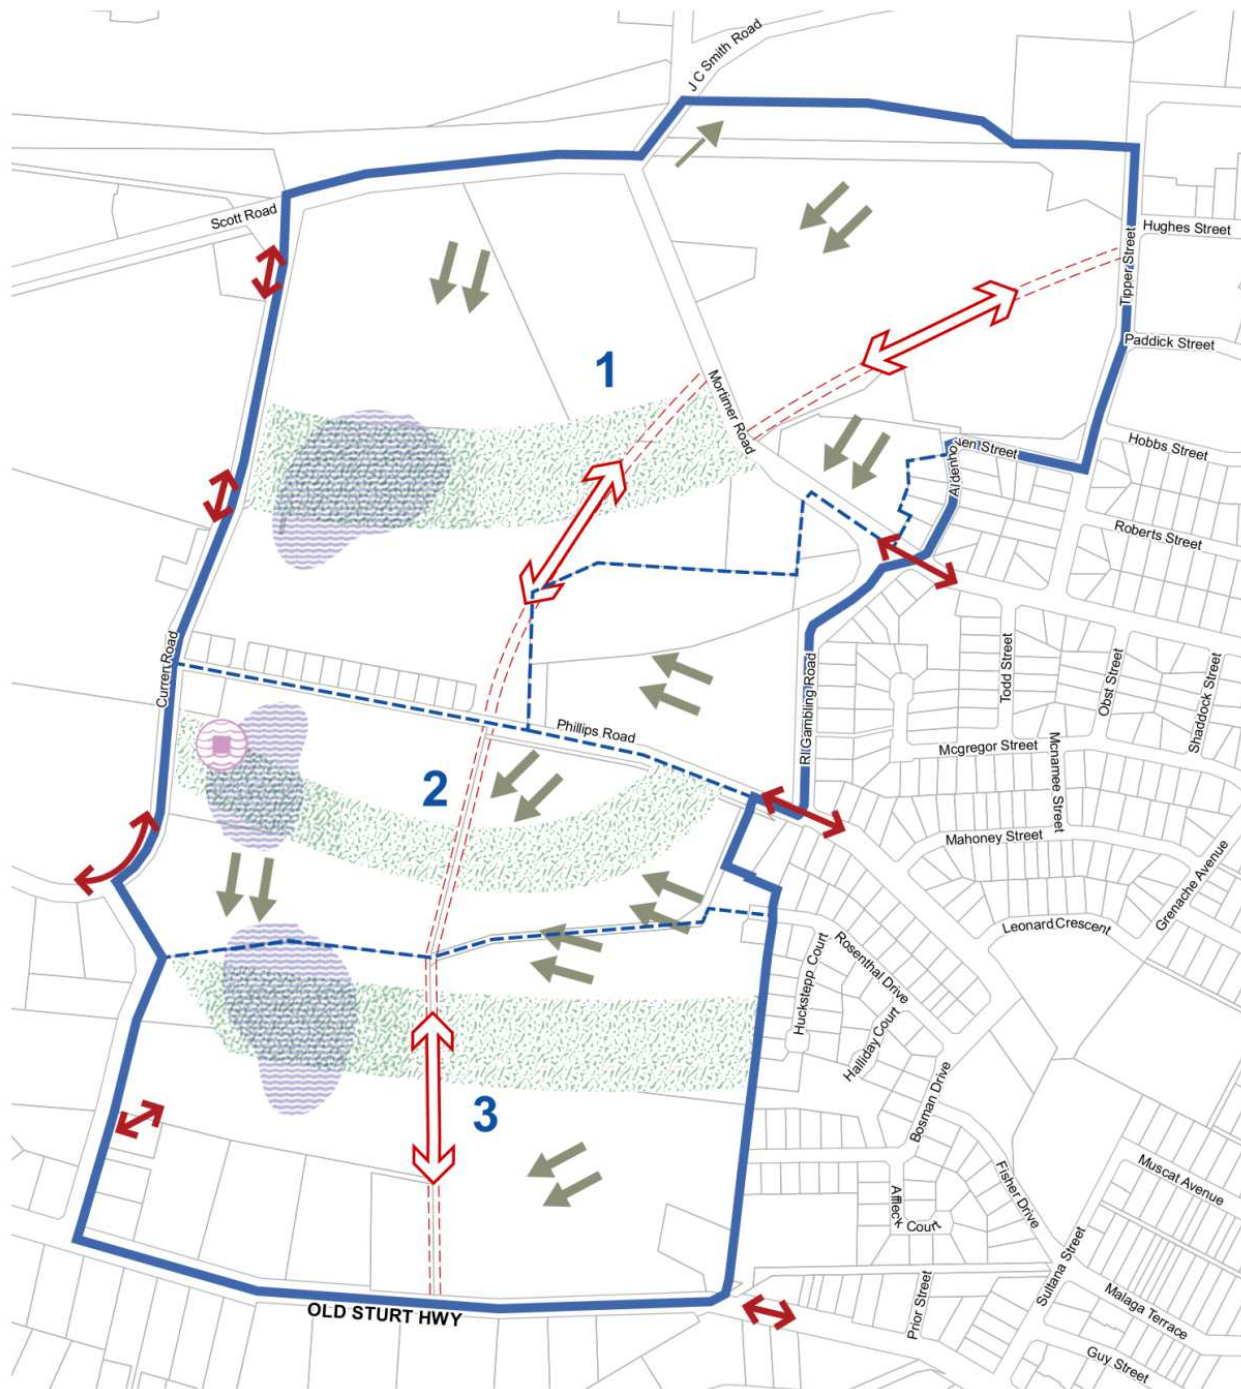 J C Smith Road
Scott Road
Hughes Street
Tipper Street
Paddick Street
1
Mortimer Road
Hobbs Street
Roberts Street
Curren Road
Phillips Road
RI Gambling Road
Todd Street
Obst Street
Shaddock Street
Mcgregor Street
Mcnamee Street
2
Mahoney Street
Grenache Avenue
Leonard Crescent
Rosenthal Drive
Huckstepp Court
Halliday Court
Bosman Drive
3
Fisher Drive
Muscat Avenue
Affleck Court
Sultana Street
Prior Street
Malaga Terrace
OLD STURT HWY
Guy Street